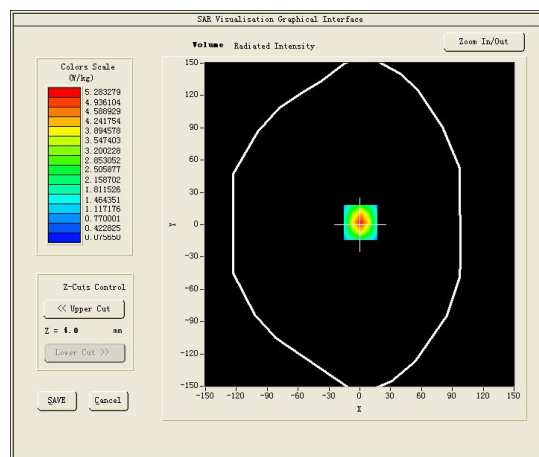 SAR Visualisation Graphical Interface
Volume Radiated Intensity
Zoom In/Out
Colors Scale
(W/kg)
5.283279
4.936104
4.588929
4.241754
3.894578
3.547403
3.200228
2.853052
2.505877
2.158702
1.811526
1.464351
1.117176
0.770001
0.422825
0.075650
150
120
90
60
30
0
-30
-60
-90
-120
-150
Y
-150 -120 -90 -60 -30 0 30 60 90 120 150
X
Z-Cuts Control
<< Upper Cut
Z = 4.0 mm
Lower Cut >>
SAVE Cancel